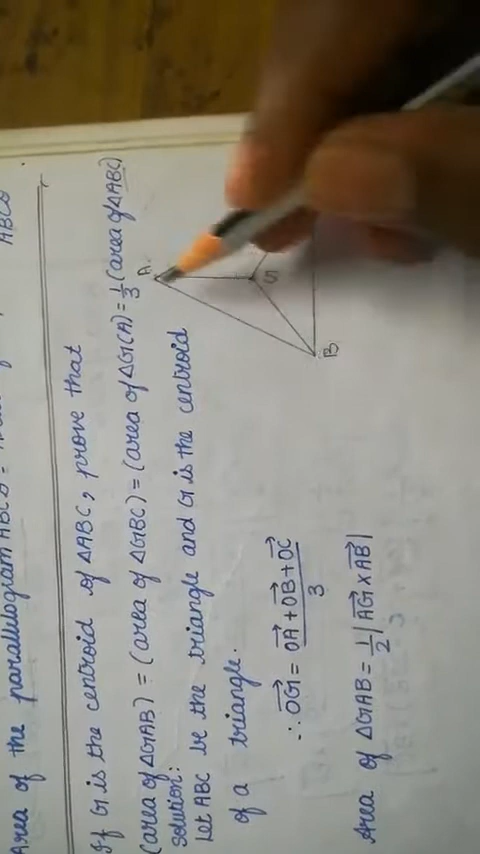 Area of the parallelogram ABCD =
ABCD
If G is the centroid of ΔABC, prove that
(area of ΔGAB) = (area of ΔGBC) = (area of ΔGCA) = 1/3 (area of ΔABC)
Solution:
Let ABC be the triangle and G is the centroid
of a triangle.
∴ OG⃗ = (OA⃗ + OB⃗ + OC⃗)/3
Area of ΔGAB = 1/2 |AG⃗ × AB⃗|
A
G
B